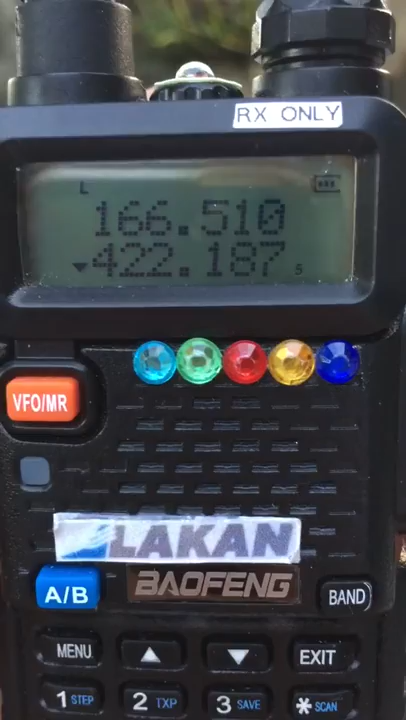 RX ONLY
L
166.510
▼422.187 5
VFO/MR
LAKAN
A/B
BAOFENG
BAND
MENU ▲ ▼ EXIT
1 STEP 2 TXP 3 SAVE * SCAN